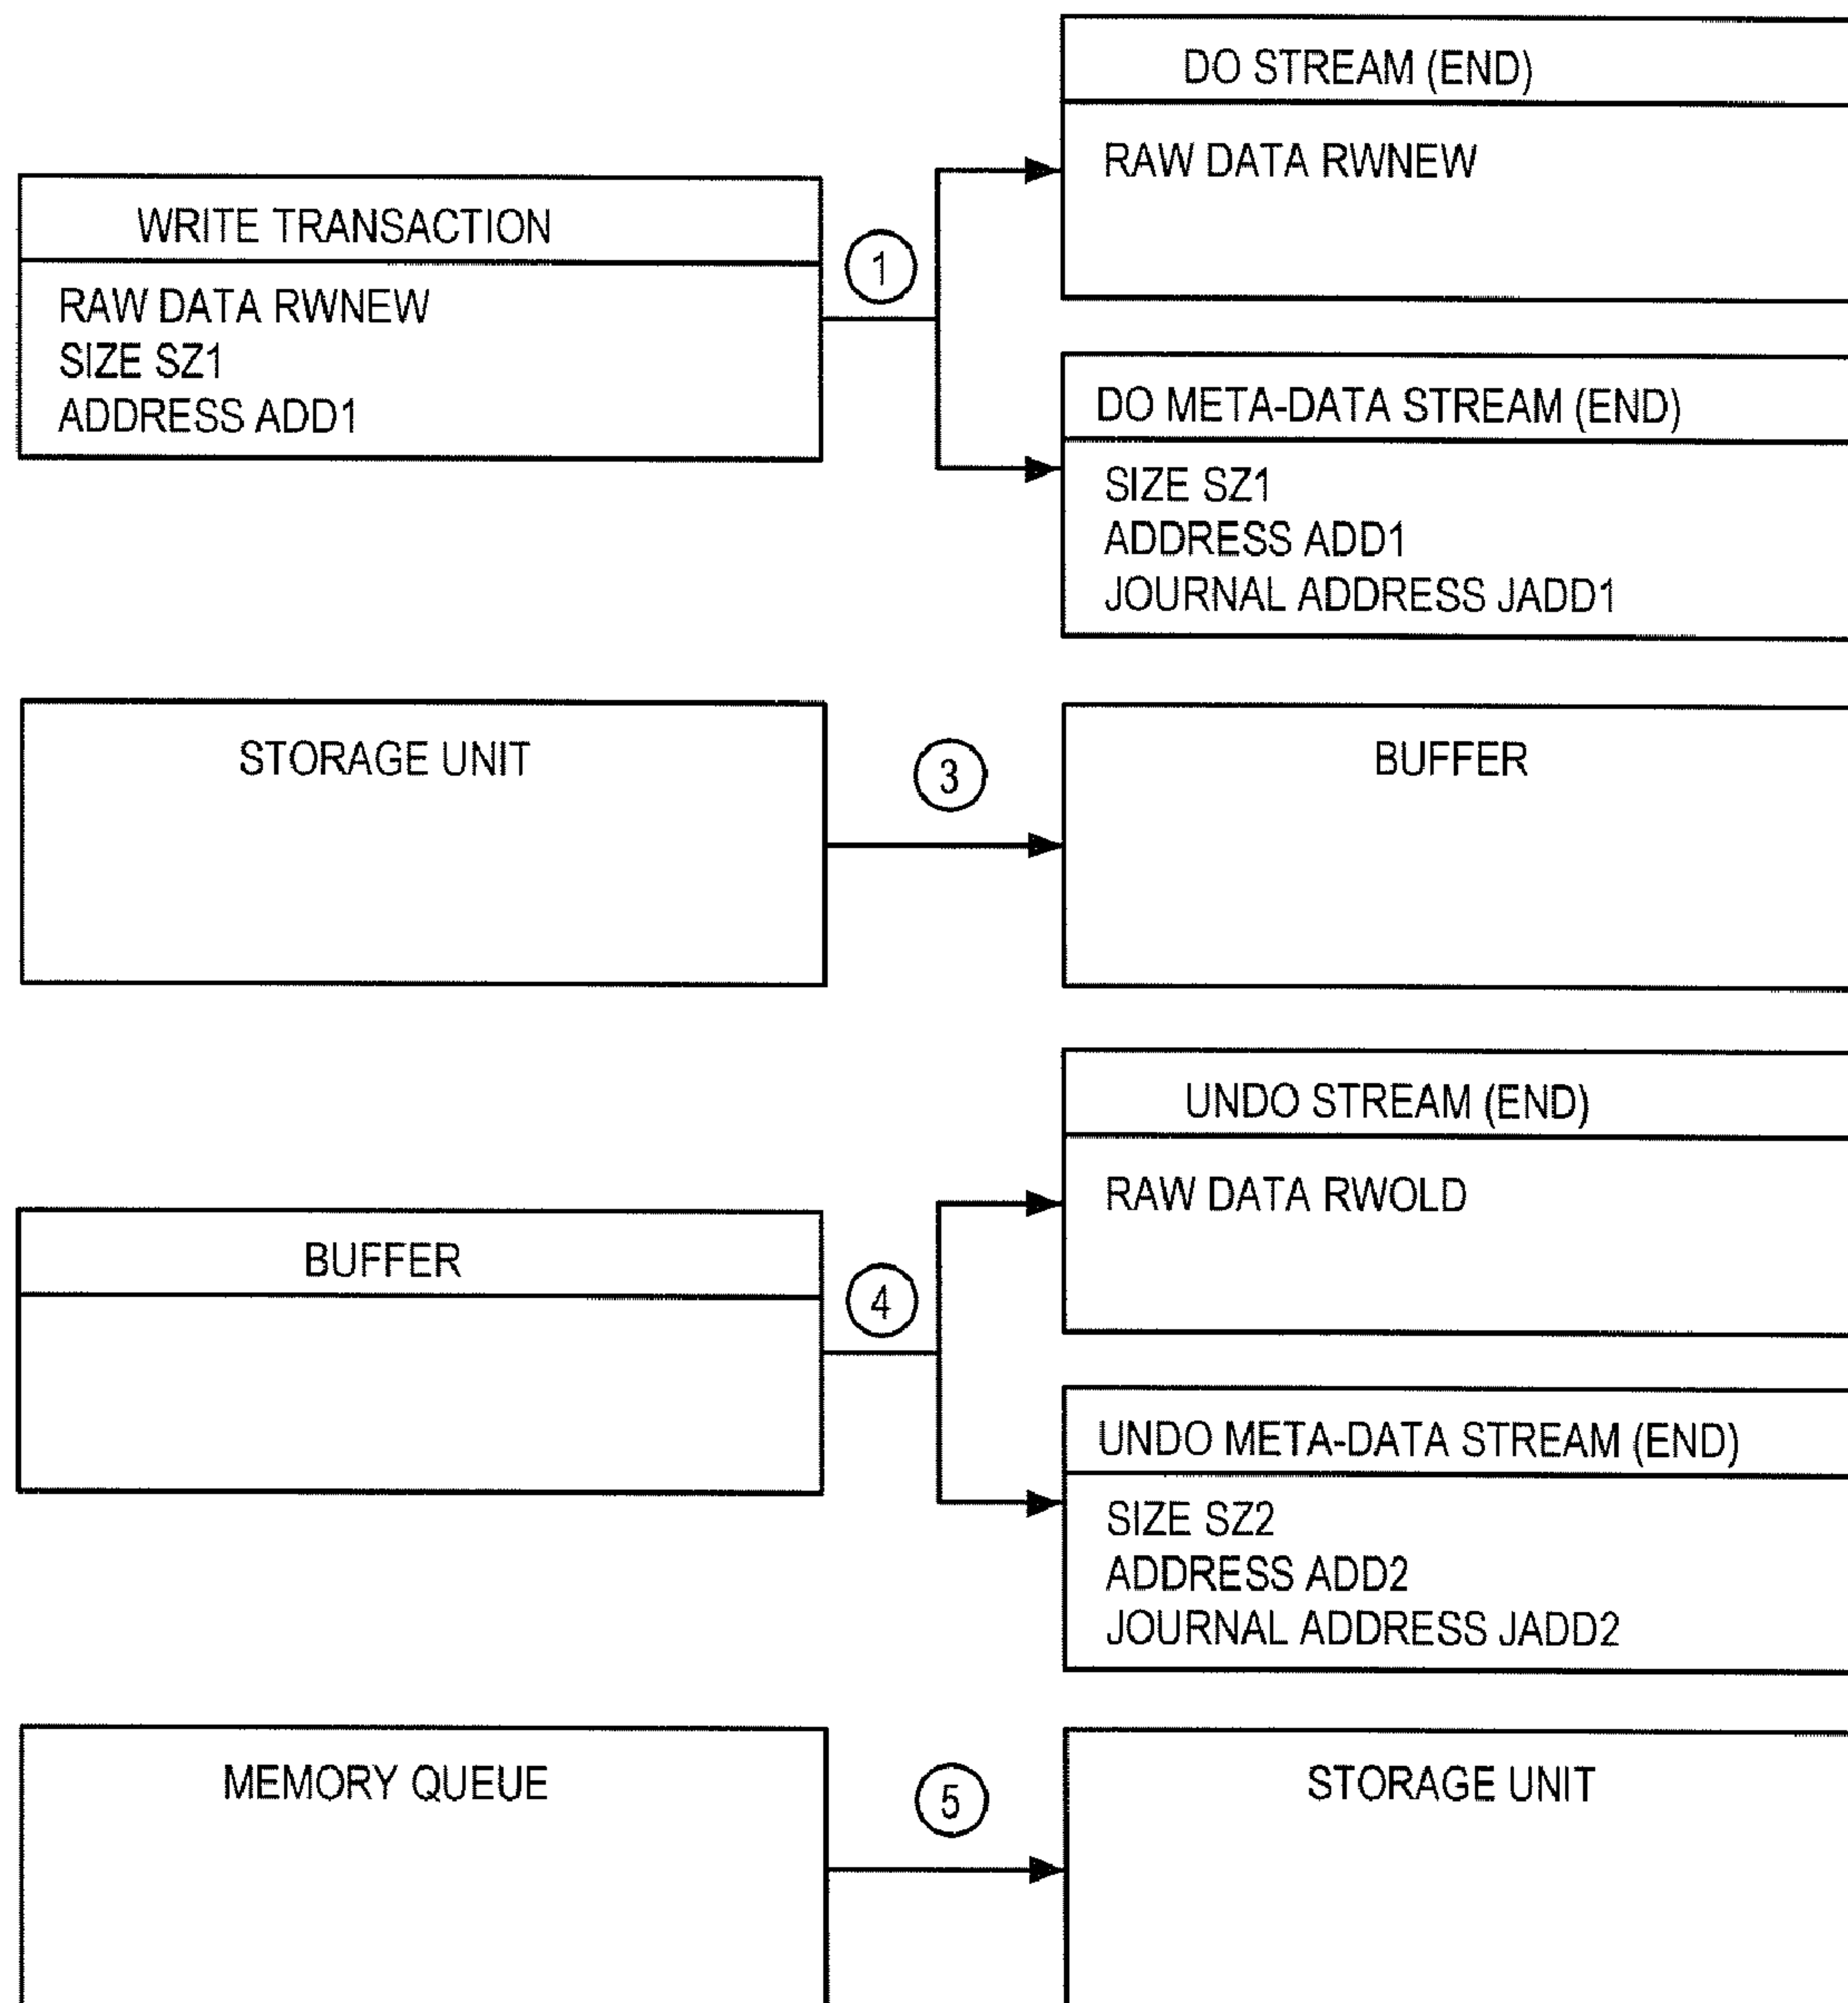 WRITE TRANSACTION
RAW DATA RWNEW
SIZE SZ1
ADDRESS ADD1
1
DO STREAM (END)
RAW DATA RWNEW
DO META-DATA STREAM (END)
SIZE SZ1
ADDRESS ADD1
JOURNAL ADDRESS JADD1
STORAGE UNIT
3
BUFFER
BUFFER
4
UNDO STREAM (END)
RAW DATA RWOLD
UNDO META-DATA STREAM (END)
SIZE SZ2
ADDRESS ADD2
JOURNAL ADDRESS JADD2
MEMORY QUEUE
5
STORAGE UNIT